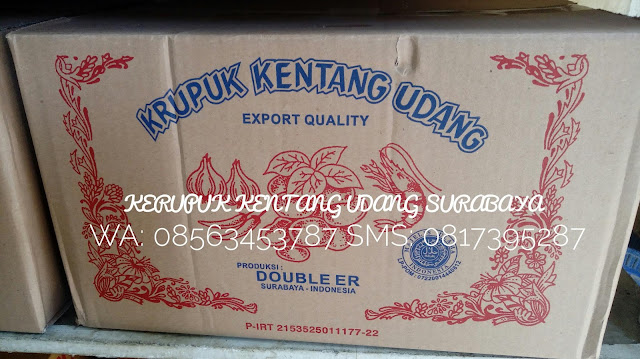 KRUPUK KENTANG UDANG
EXPORT QUALITY
KERUPUK KENTANG UDANG SURABAYA
WA: 08563453787 SMS: 0817395287
PRODUKSI :
DOUBLE ER
SURABAYA - INDONESIA
INDONESIA
P-IRT 2153525011177-22